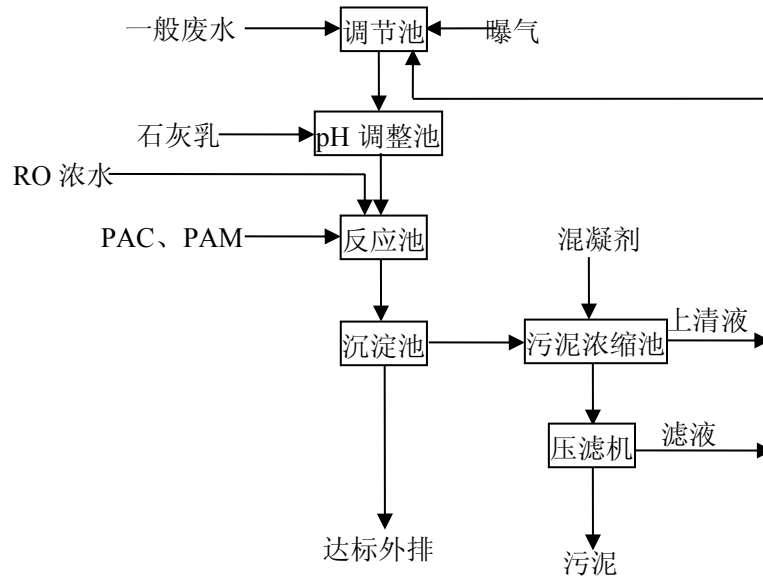 一般废水
调节池
曝气
石灰乳
pH 调整池
RO 浓水
PAC、PAM
反应池
混凝剂
沉淀池
污泥浓缩池
上清液
压滤机
滤液
达标外排
污泥